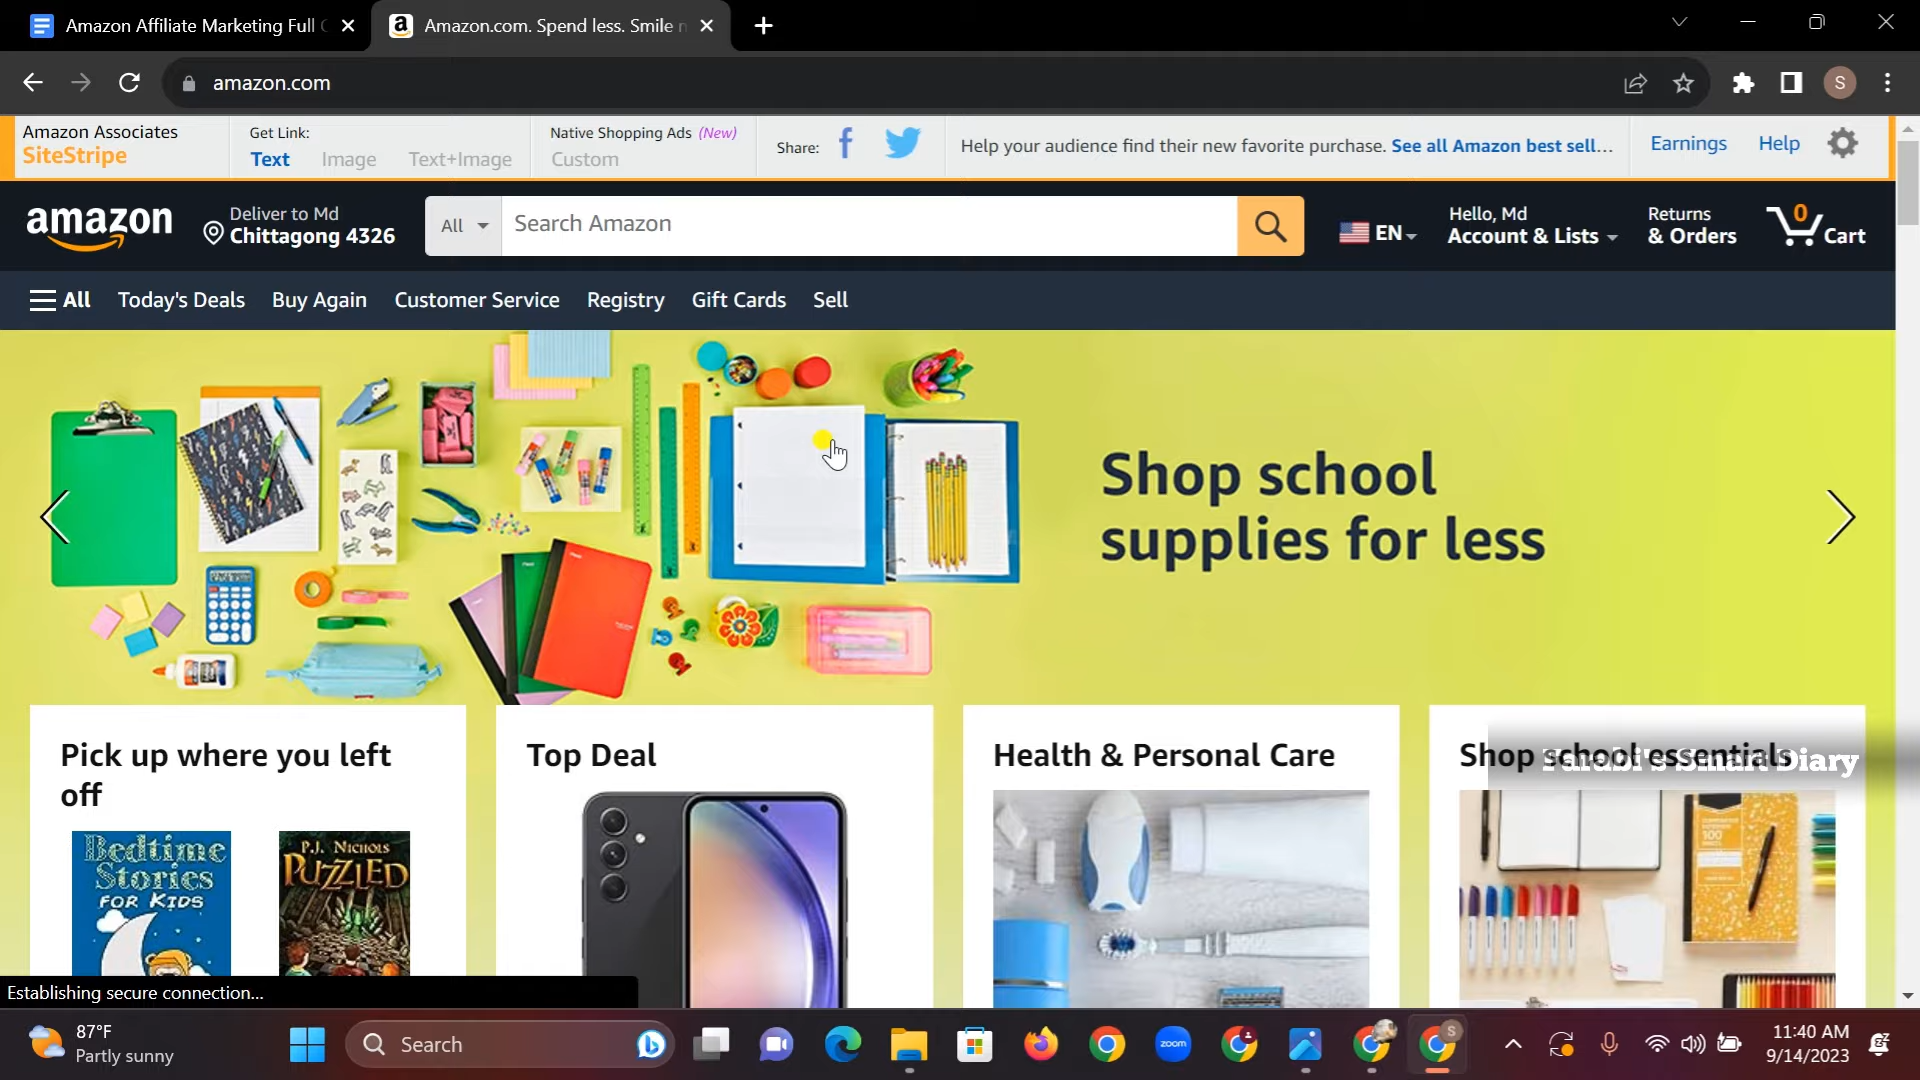 Amazon Affiliate Marketing Full
Amazon.com. Spend less. Smile
amazon.com
S
Amazon Associates
SiteStripe
Get Link:
Text Image Text+Image
Native Shopping Ads (New)
Custom
Share:
Help your audience find their new favorite purchase. See all Amazon best sell...
Earnings
Help
amazon
Deliver to Md
Chittagong 4326
All
Search Amazon
EN
Hello, Md
Account & Lists
Returns
& Orders
0
Cart
All
Today's Deals
Buy Again
Customer Service
Registry
Gift Cards
Sell
Shop school
supplies for less
Pick up where you left
off
Top Deal
Health & Personal Care
Shop school essentials
Farabi's Smart Diary
Bedtime
Stories
FOR KIDS
P.J. NICHOLS
PUZZLED
Establishing secure connection...
87°F
Partly sunny
Search
zoom
S
11:40 AM
9/14/2023